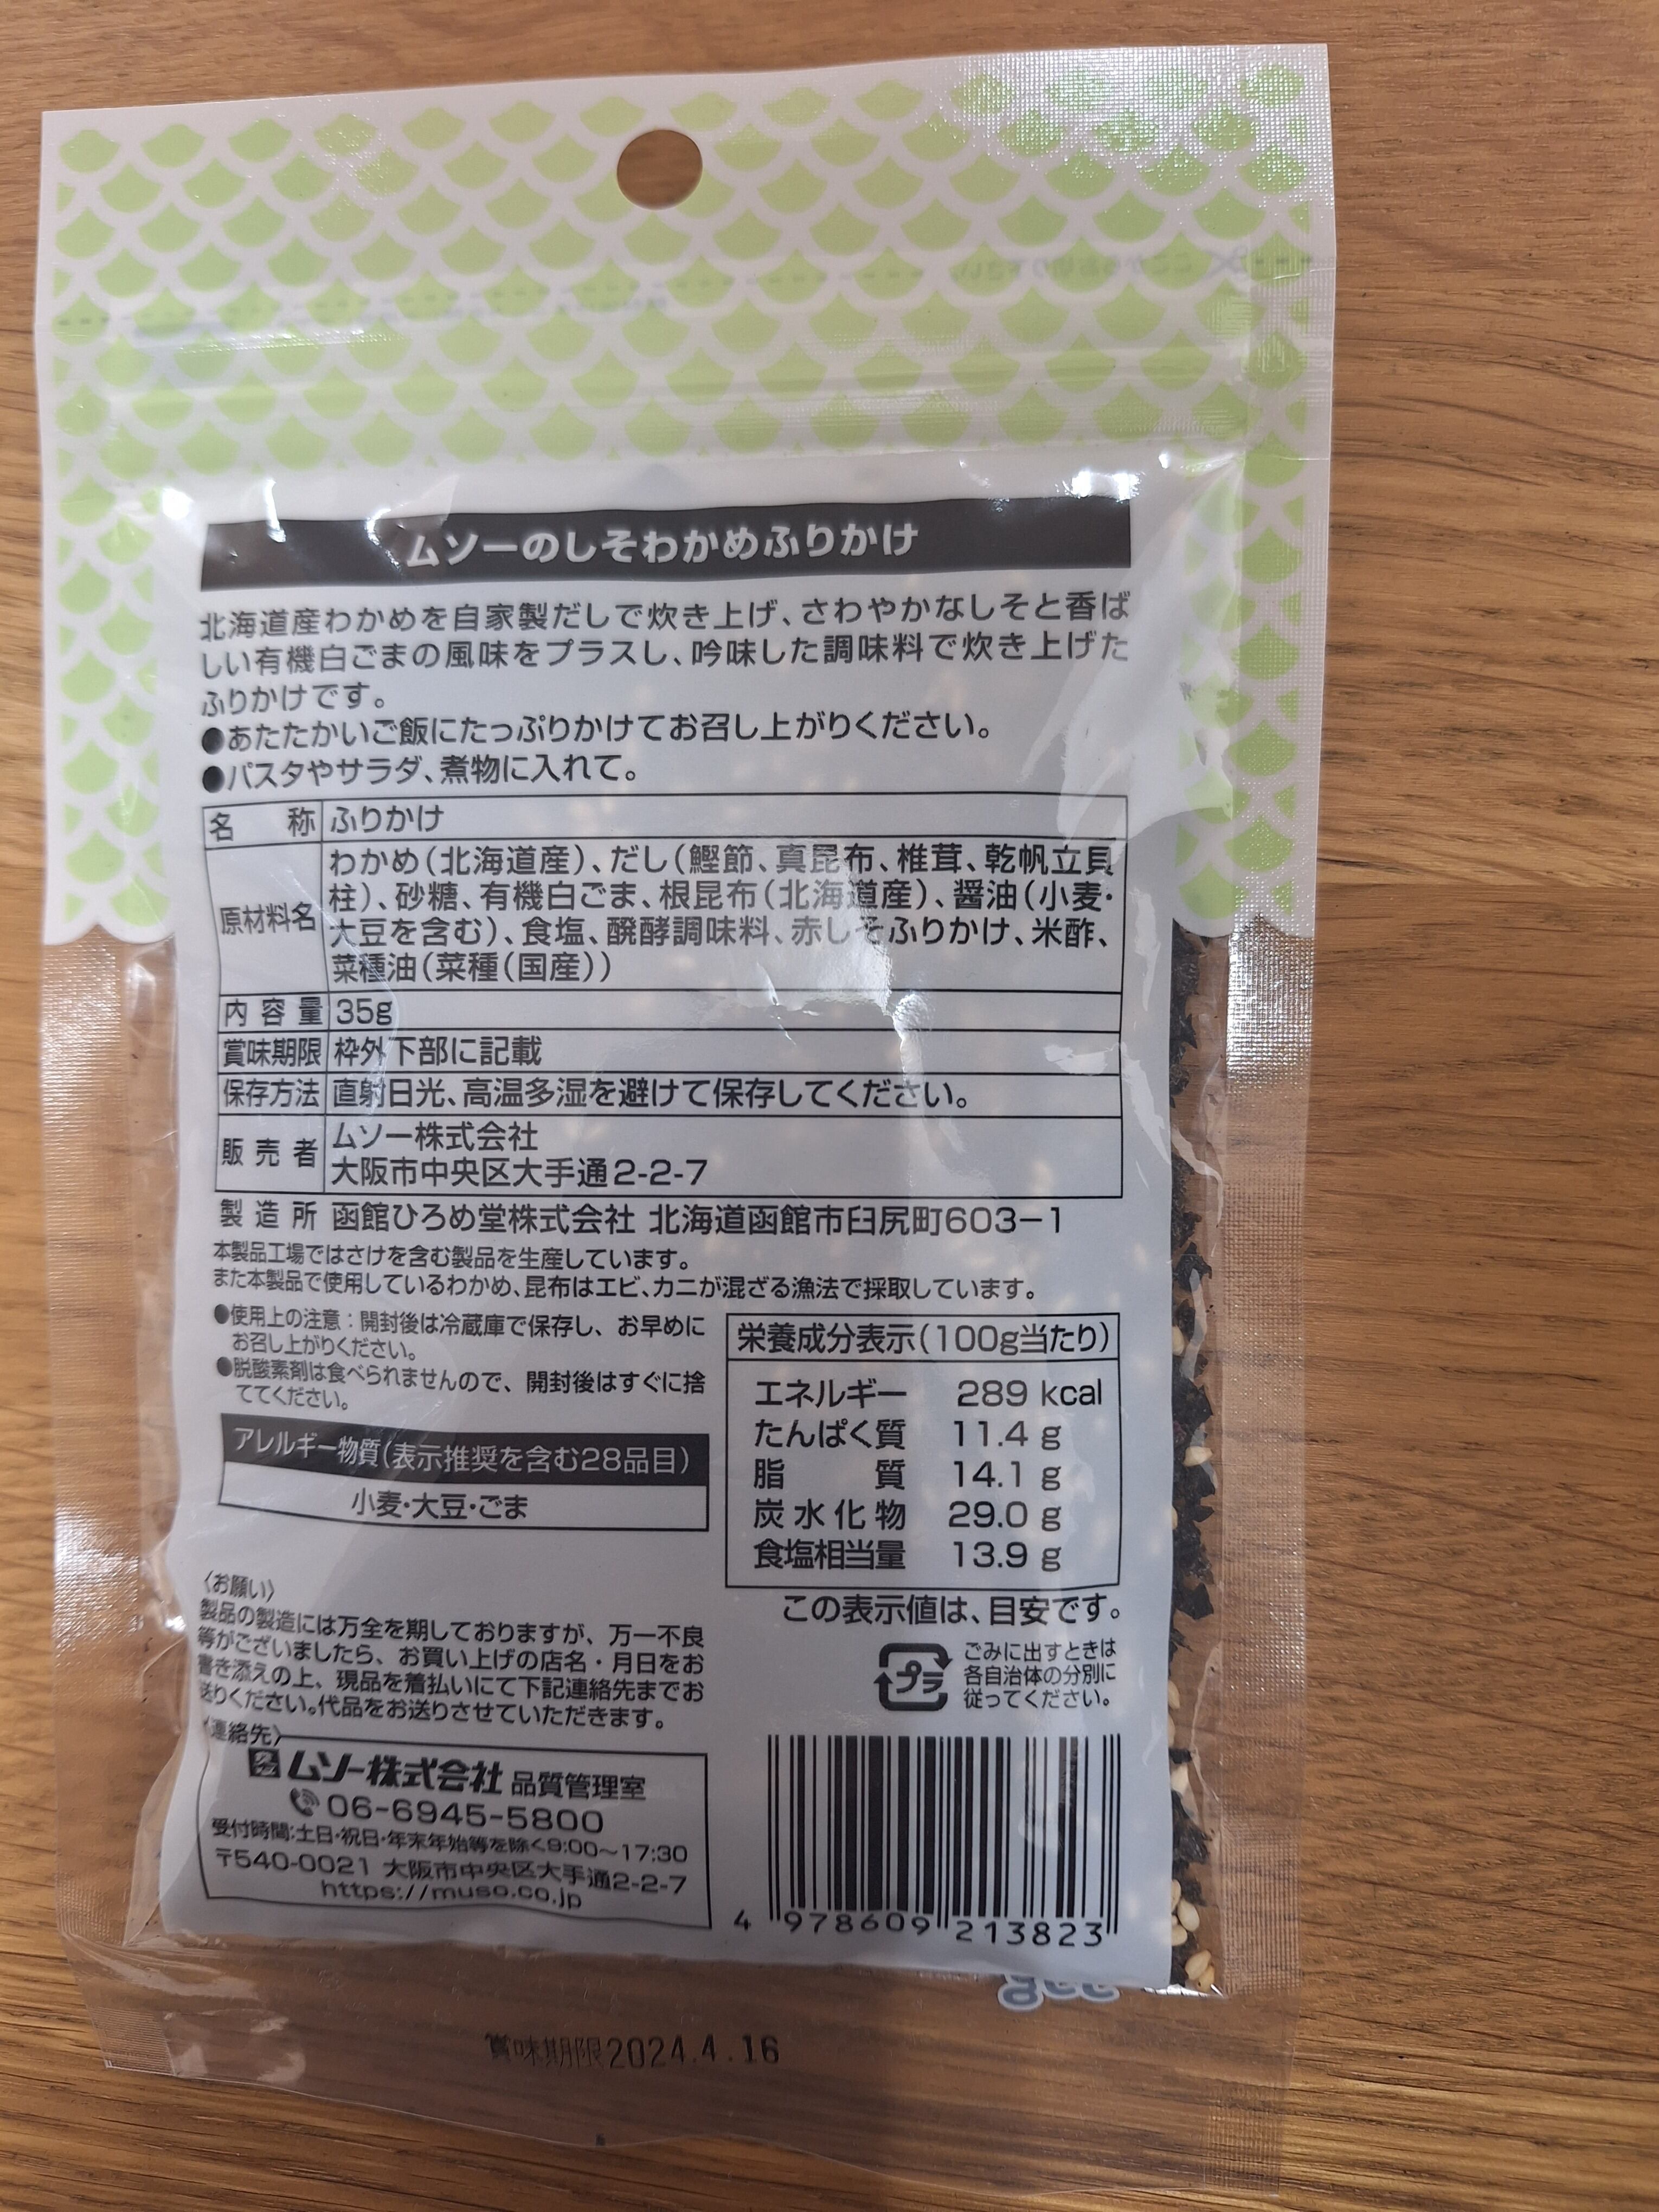 ムソーのしそわかめふりかけ
北海道産わかめを自家製だしで炊き上げ、さわやかなしそと香ば
しい有機白ごまの風味をプラスし、吟味した調味料で炊き上げた
ふりかけです。
●あたたかいご飯にたっぷりかけてお召し上がりください。
●パスタやサラダ、煮物に入れて。
名 称 ふりかけ
原材料名 わかめ(北海道産)、だし(鰹節、真昆布、椎茸、乾帆立貝
柱)、砂糖、有機白ごま、根昆布(北海道産)、醤油(小麦・
大豆を含む)、食塩、醗酵調味料、赤しそふりかけ、米酢、
菜種油(菜種(国産))
内容量 35g
賞味期限 枠外下部に記載
保存方法 直射日光、高温多湿を避けて保存してください。
販売者 ムソー株式会社
大阪市中央区大手通2-2-7
製造所 函館ひろめ堂株式会社 北海道函館市臼尻町603-1
本製品工場ではさけを含む製品を生産しています。
また本製品で使用しているわかめ、昆布はエビ、カニが混ざる漁法で採取しています。
●使用上の注意：開封後は冷蔵庫で保存し、お早めに
お召し上がりください。
●脱酸素剤は食べられませんので、開封後はすぐに捨
ててください。
アレルギー物質(表示推奨を含む28品目)
小麦・大豆・ごま
栄養成分表示(100g当たり)
エネルギー 289 kcal
たんぱく質 11.4 g
脂 質 14.1 g
炭水化物 29.0 g
食塩相当量 13.9 g
この表示値は、目安です。
〈お願い〉
製品の製造には万全を期しておりますが、万一不良
等がございましたら、お買い上げの店名・月日をお
書き添えの上、現品を着払いにて下記連絡先までお
送りください。代品をお送りさせていただきます。
プラ
ごみに出すときは
各自治体の分別に
従ってください。
〈連絡先〉
ムソー株式会社 品質管理室
06-6945-5800
受付時間:土日・祝日・年末年始等を除く9:00～17:30
〒540-0021 大阪市中央区大手通2-2-7
https://muso.co.jp
4 978609 213823
賞味期限2024.4.16